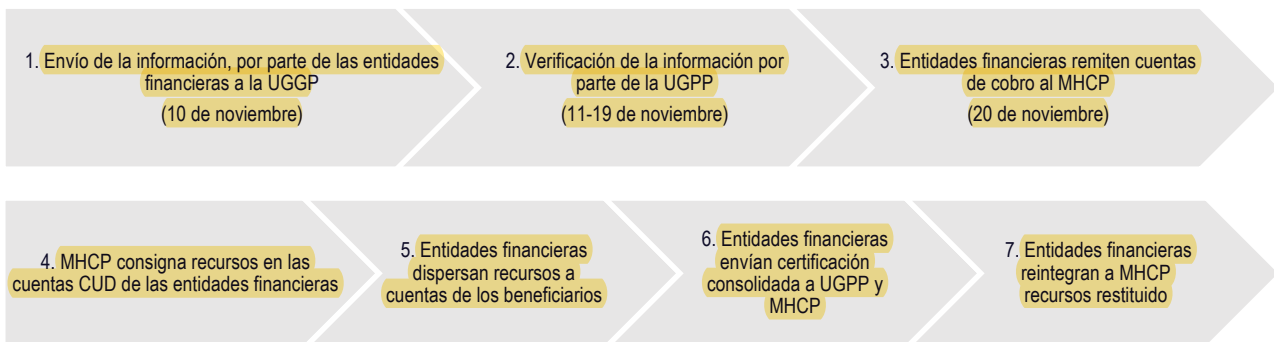 1. Envío de la información, por parte de las entidades
financieras a la UGGP
(10 de noviembre)
2. Verificación de la información por
parte de la UGPP
(11-19 de noviembre)
3. Entidades financieras remiten cuentas
de cobro al MHCP
(20 de noviembre)
4. MHCP consigna recursos en las
cuentas CUD de las entidades financieras
5. Entidades financieras
dispersan recursos a
cuentas de los beneficiarios
6. Entidades financieras
envían certificación
consolidada a UGPP y
MHCP
7. Entidades financieras
reintegran a MHCP
recursos restituido